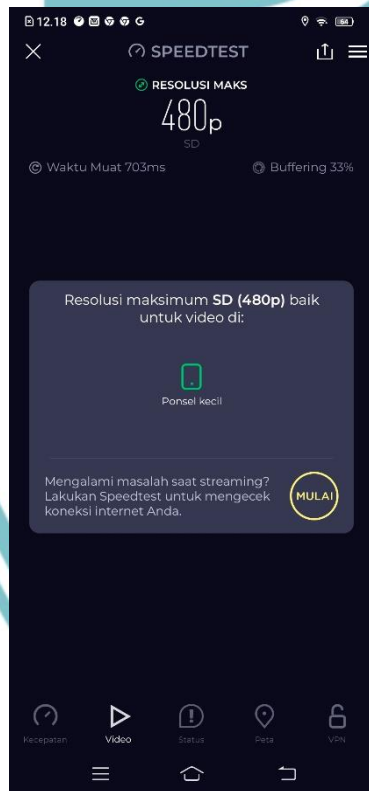 12.18 G 64
SPEEDTEST
RESOLUSI MAKS
480p
SD
Waktu Muat 703ms Buffering 33%
Resolusi maksimum SD (480p) baik
untuk video di:
Ponsel kecil
Mengalami masalah saat streaming?
Lakukan Speedtest untuk mengecek
koneksi internet Anda.
MULAI
Kecepatan Video Status Peta VPN